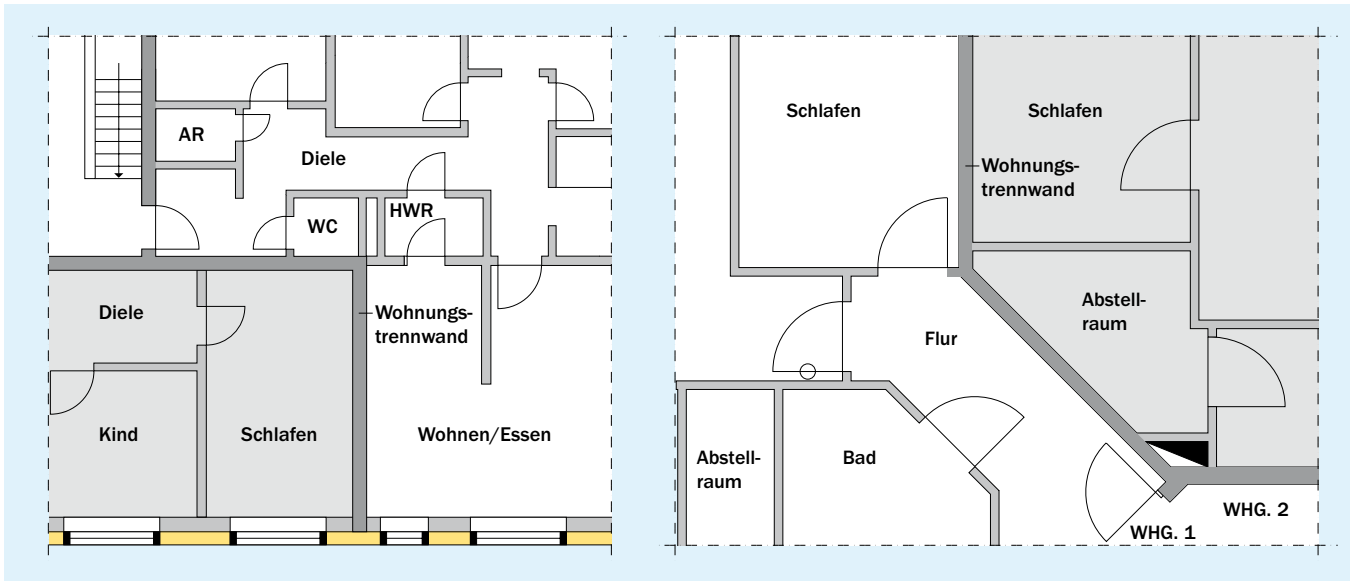 AR
Diele
WC
HWR
Diele
Wohnungs-
trennwand
Kind
Schlafen
Wohnen/Essen
Schlafen
Schlafen
Wohnungs-
trennwand
Abstell-
raum
Flur
Abstell-
raum
Bad
WHG. 2
WHG. 1